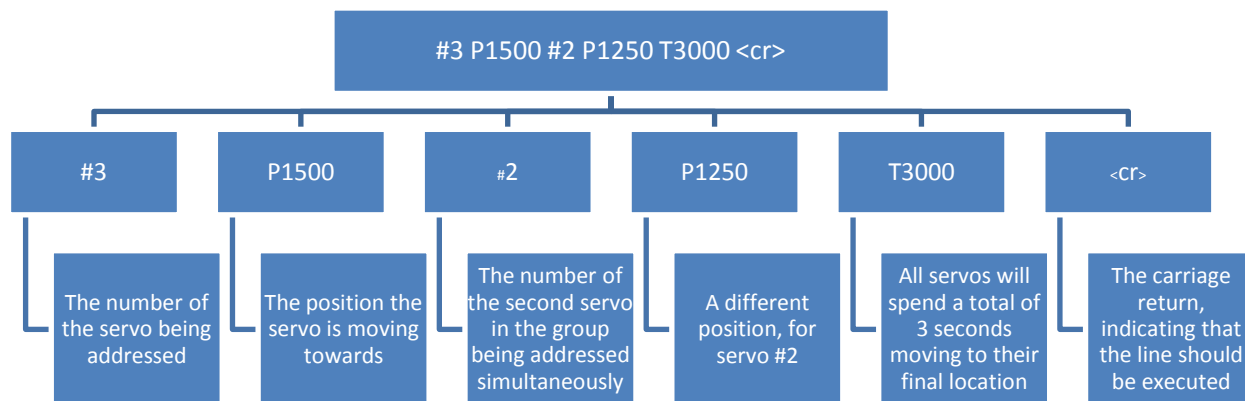 #3 P1500 #2 P1250 T3000 <cr>
#3
P1500
#2
P1250
T3000
<cr>
The number of
the servo being
addressed
The position the
servo is moving
towards
The number of
the second servo
in the group
being addressed
simultaneously
A different
position, for
servo #2
All servos will
spend a total of
3 seconds
moving to their
final location
The carriage
return,
indicating that
the line should
be executed